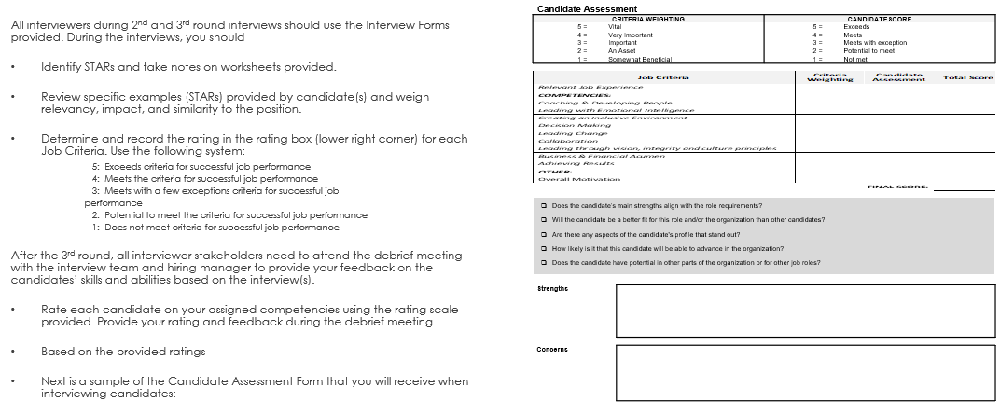 All interviewers during 2nd and 3rd round interviews should use the Interview Forms
provided. During the interviews, you should
• Identify STARs and take notes on worksheets provided.
• Review specific examples (STARs) provided by candidate(s) and weigh
relevancy, impact, and similarity to the position.
• Determine and record the rating in the rating box (lower right corner) for each
Job Criteria. Use the following system:
5: Exceeds criteria for successful job performance
4: Meets the criteria for successful job performance
3: Meets with a few exceptions criteria for successful job
performance
2: Potential to meet the criteria for successful job performance
1: Does not meet criteria for successful job performance
After the 3rd round, all interviewer stakeholders need to attend the debrief meeting
with the interview team and hiring manager to provide your feedback on the
candidates' skills and abilities based on the interview(s).
• Rate each candidate on your assigned competencies using the rating scale
provided. Provide your rating and feedback during the debrief meeting.
• Based on the provided ratings
• Next is a sample of the Candidate Assessment Form that you will receive when
interviewing candidates:
Candidate Assessment
CRITERIA WEIGHTING
5 = Vital
4 = Very Important
3 = Important
2 = An Asset
1 = Somewhat Beneficial
CANDIDATE SCORE
5 = Exceeds
4 = Meets
3 = Meets with exception
2 = Potential to meet
1 = Not met
Job Criteria
Criteria
Weighting
Candidate
Assessment
Total Score
Relevant Job Experience
COMPETENCIES:
Coaching & Developing People
Leading with Emotional Intelligence
Creating an Inclusive Environment
Decision Making
Leading Change
Collaboration
Leading through vision, integrity and culture principles
Business & Financial Acumen
Achieving Results
OTHER:
Overall Motivation
FINAL SCORE:
❑ Does the candidate's main strengths align with the role requirements?
❑ Will the candidate be a better fit for this role and/or the organization than other candidates?
❑ Are there any aspects of the candidate's profile that stand out?
❑ How likely is it that this candidate will be able to advance in the organization?
❑ Does the candidate have potential in other parts of the organization or for other job roles?
Strengths
Concerns